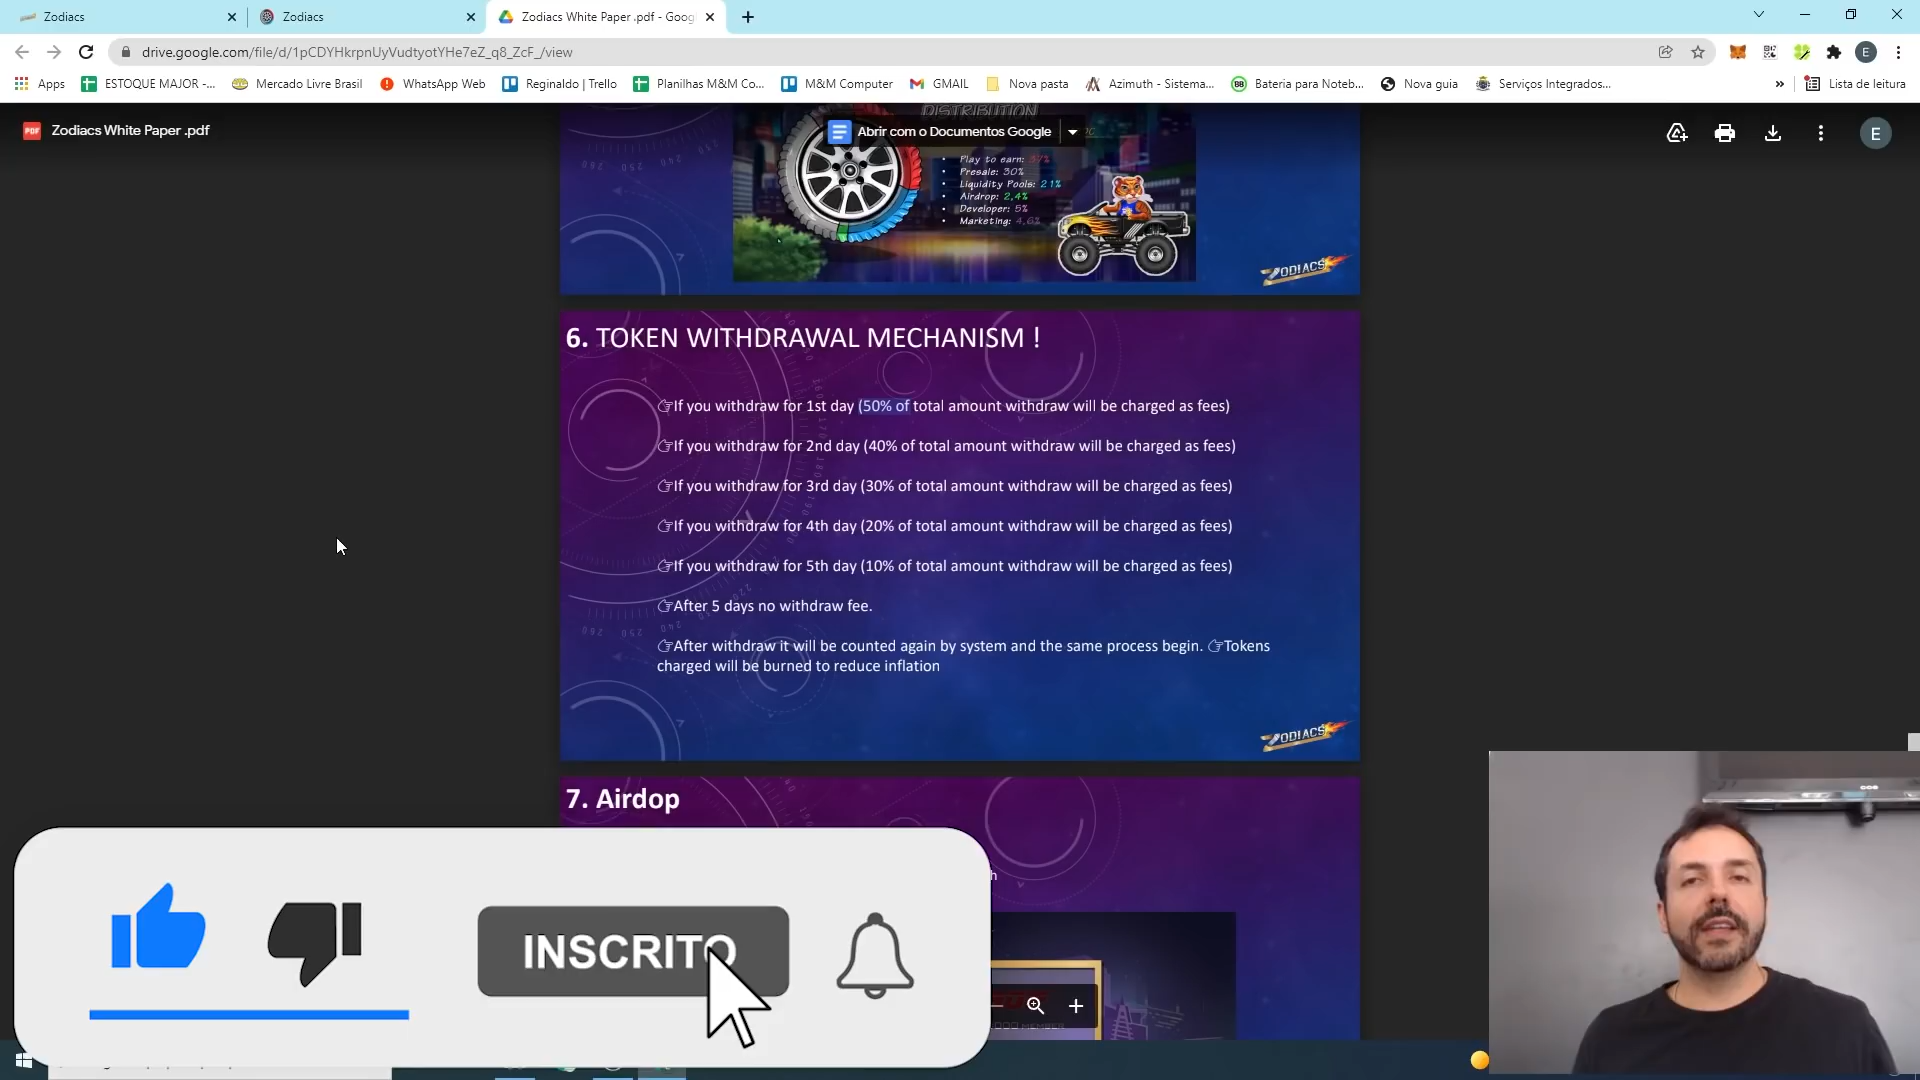 Zodiacs
Zodiacs
Zodiacs White Paper .pdf - Goog
drive.google.com/file/d/1pCDYHkrpnUyVudtyotYHe7eZ_q8_ZcF_/view
E
Apps
ESTOQUE MAJOR -...
Mercado Livre Brasil
WhatsApp Web
Reginaldo | Trello
Planilhas M&M Co...
M&M Computer
GMAIL
Nova pasta
Azimuth - Sistema...
Bateria para Noteb...
Nova guia
Serviços Integrados...
»
Lista de leitura
PDF
Zodiacs White Paper .pdf
DISTRIBUTION
Abrir com o Documentos Google
E
• Play to earn: 37%
• Presale: 30%
• Liquidity Pools: 21%
• Airdrop: 2,4%
• Developer: 5%
• Marketing: 4,6%
ZODIACS
6. TOKEN WITHDRAWAL MECHANISM !
☞If you withdraw for 1st day (50% of total amount withdraw will be charged as fees)
☞If you withdraw for 2nd day (40% of total amount withdraw will be charged as fees)
☞If you withdraw for 3rd day (30% of total amount withdraw will be charged as fees)
☞If you withdraw for 4th day (20% of total amount withdraw will be charged as fees)
☞If you withdraw for 5th day (10% of total amount withdraw will be charged as fees)
☞After 5 days no withdraw fee.
☞After withdraw it will be counted again by system and the same process begin. ☞Tokens
charged will be burned to reduce inflation
ZODIACS
7. Airdop
INSCRITO
MEMBER